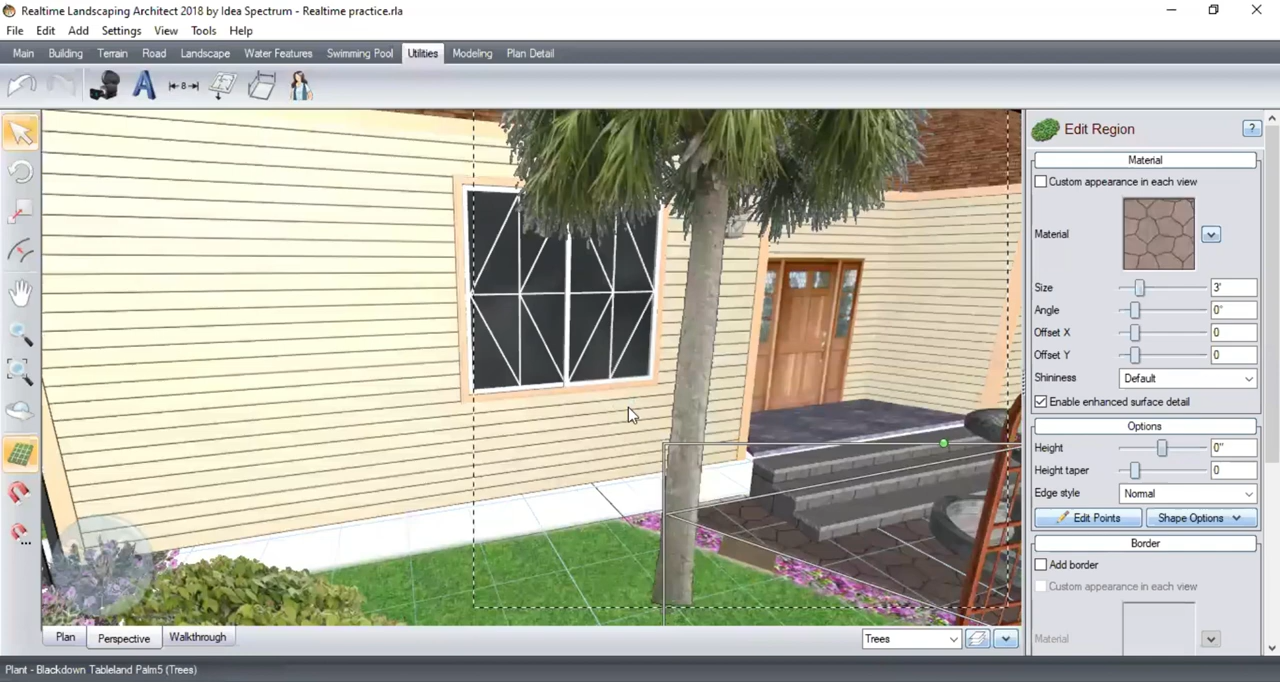 Realtime Landscaping Architect 2018 by Idea Spectrum - Realtime practice.rla
File Edit Add Settings View Tools Help
Main Building Terrain Road Landscape Water Features Swimming Pool Utilities Modeling Plan Detail
8
A
Edit Region
?
Material
Custom appearance in each view
Material
Size 3'
Angle 0°
Offset X 0
Offset Y 0
Shininess Default
Enable enhanced surface detail
Options
Height 0"
Height taper 0
Edge style Normal
Edit Points Shape Options
Border
Add border
Custom appearance in each view
Material
Plan Perspective Walkthrough Trees
Plant - Blackdown Tableland Palm5 (Trees)